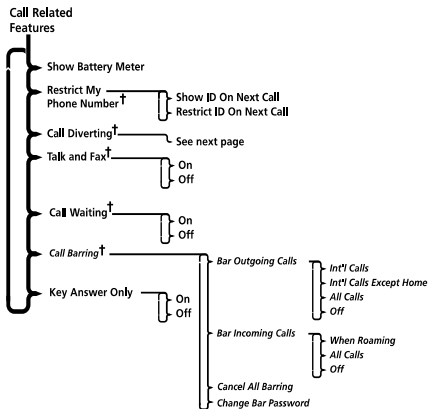 Call Related
Features
Show Battery Meter
Restrict My
Phone Number†
Show ID On Next Call
Restrict ID On Next Call
Call Diverting†
See next page
Talk and Fax†
On
Off
Call Waiting†
On
Off
Call Barring†
Bar Outgoing Calls
Int'l Calls
Int'l Calls Except Home
All Calls
Off
Bar Incoming Calls
When Roaming
All Calls
Off
Cancel All Barring
Change Bar Password
Key Answer Only
On
Off